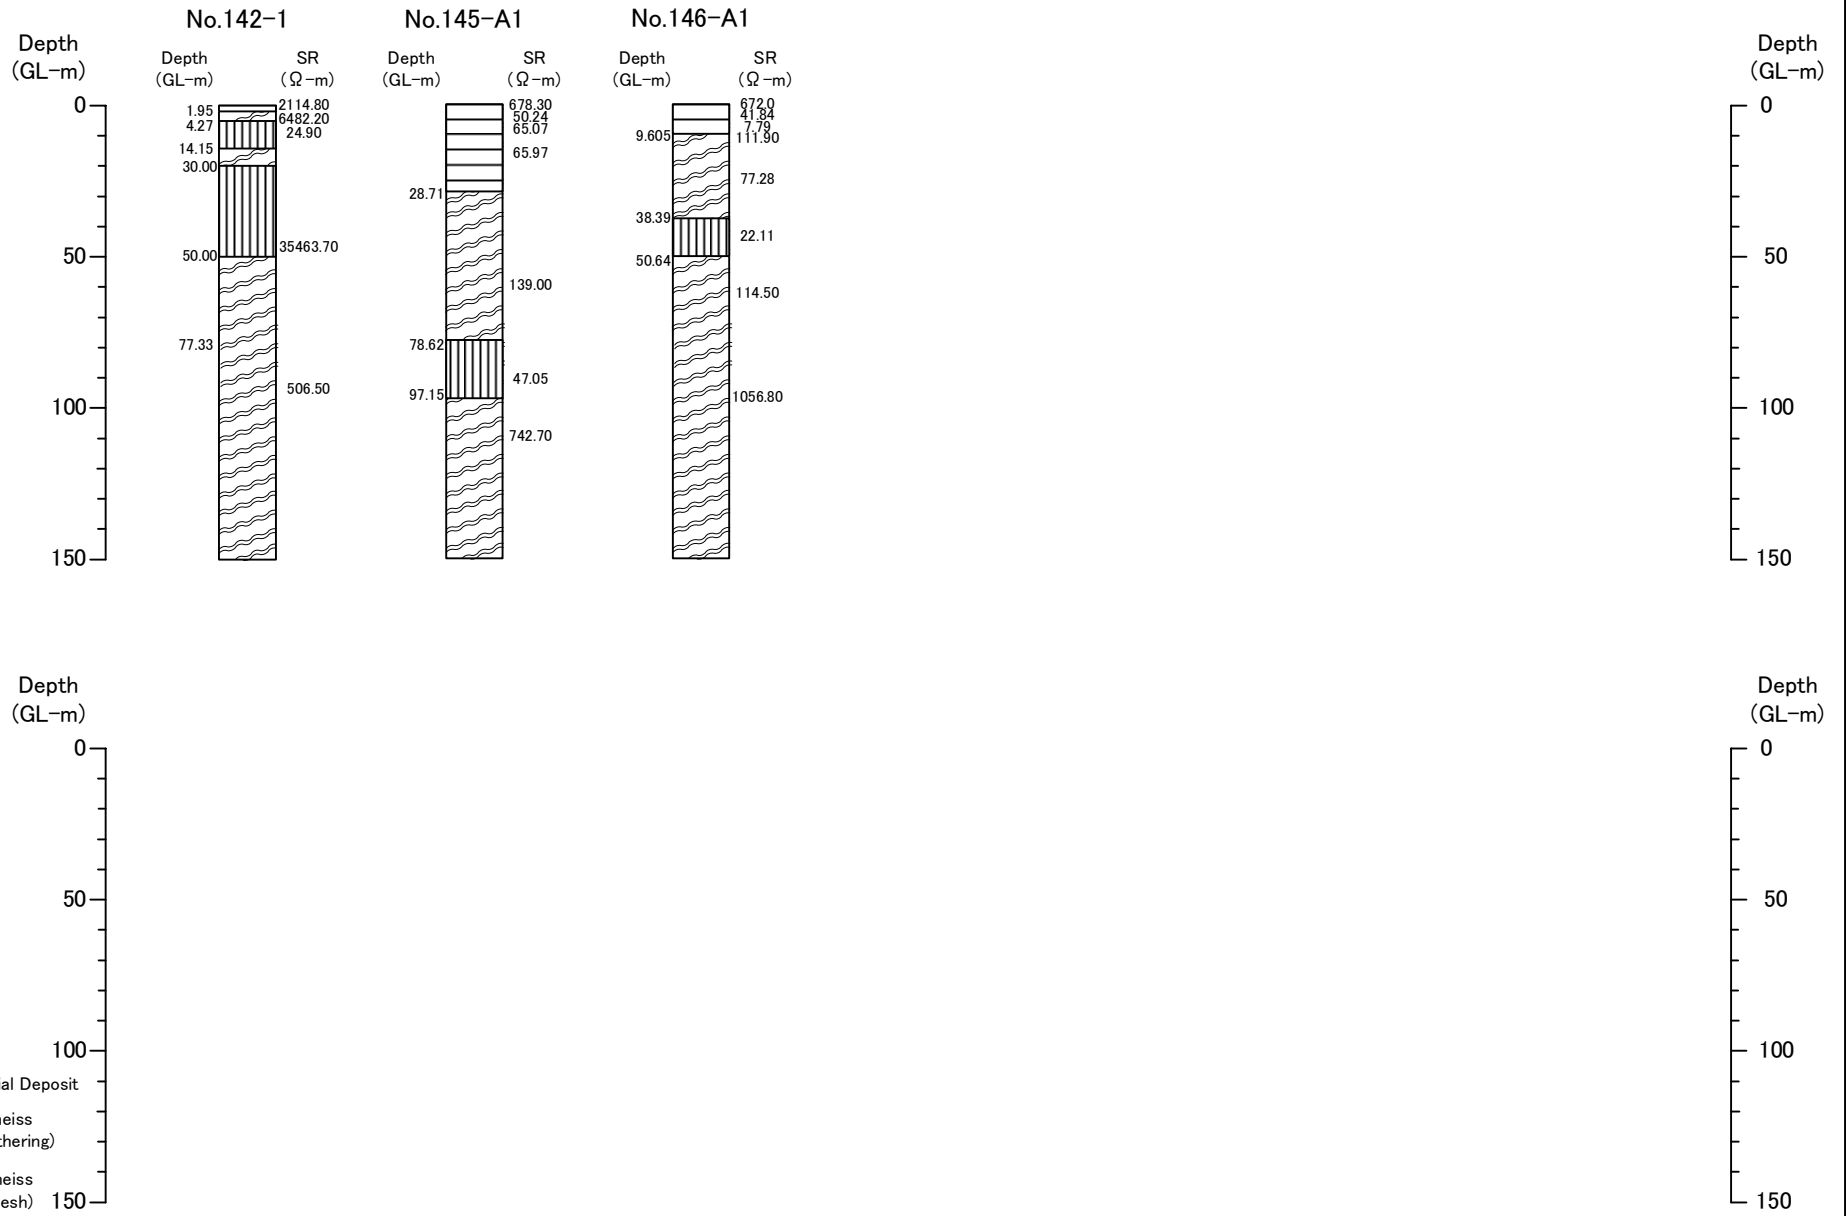 No.142-1
No.145-A1
No.146-A1
Depth
(GL-m)
Depth
(GL-m)
SR
(Ω-m)
Depth
(GL-m)
SR
(Ω-m)
Depth
(GL-m)
SR
(Ω-m)
Depth
(GL-m)
0
50
100
150
1.95
4.27
14.15
30.00
50.00
77.33
2114.80
6482.20
24.90
35463.70
506.50
28.71
78.62
97.15
678.30
50.24
65.07
65.97
139.00
47.05
742.70
9.605
38.39
50.64
672.0
41.84
7.79
111.90
77.28
22.11
114.50
1056.80
0
50
100
150
Depth
(GL-m)
0
50
100
150
ial Deposit
neiss
thering)
neiss
esh)
Depth
(GL-m)
0
50
100
150